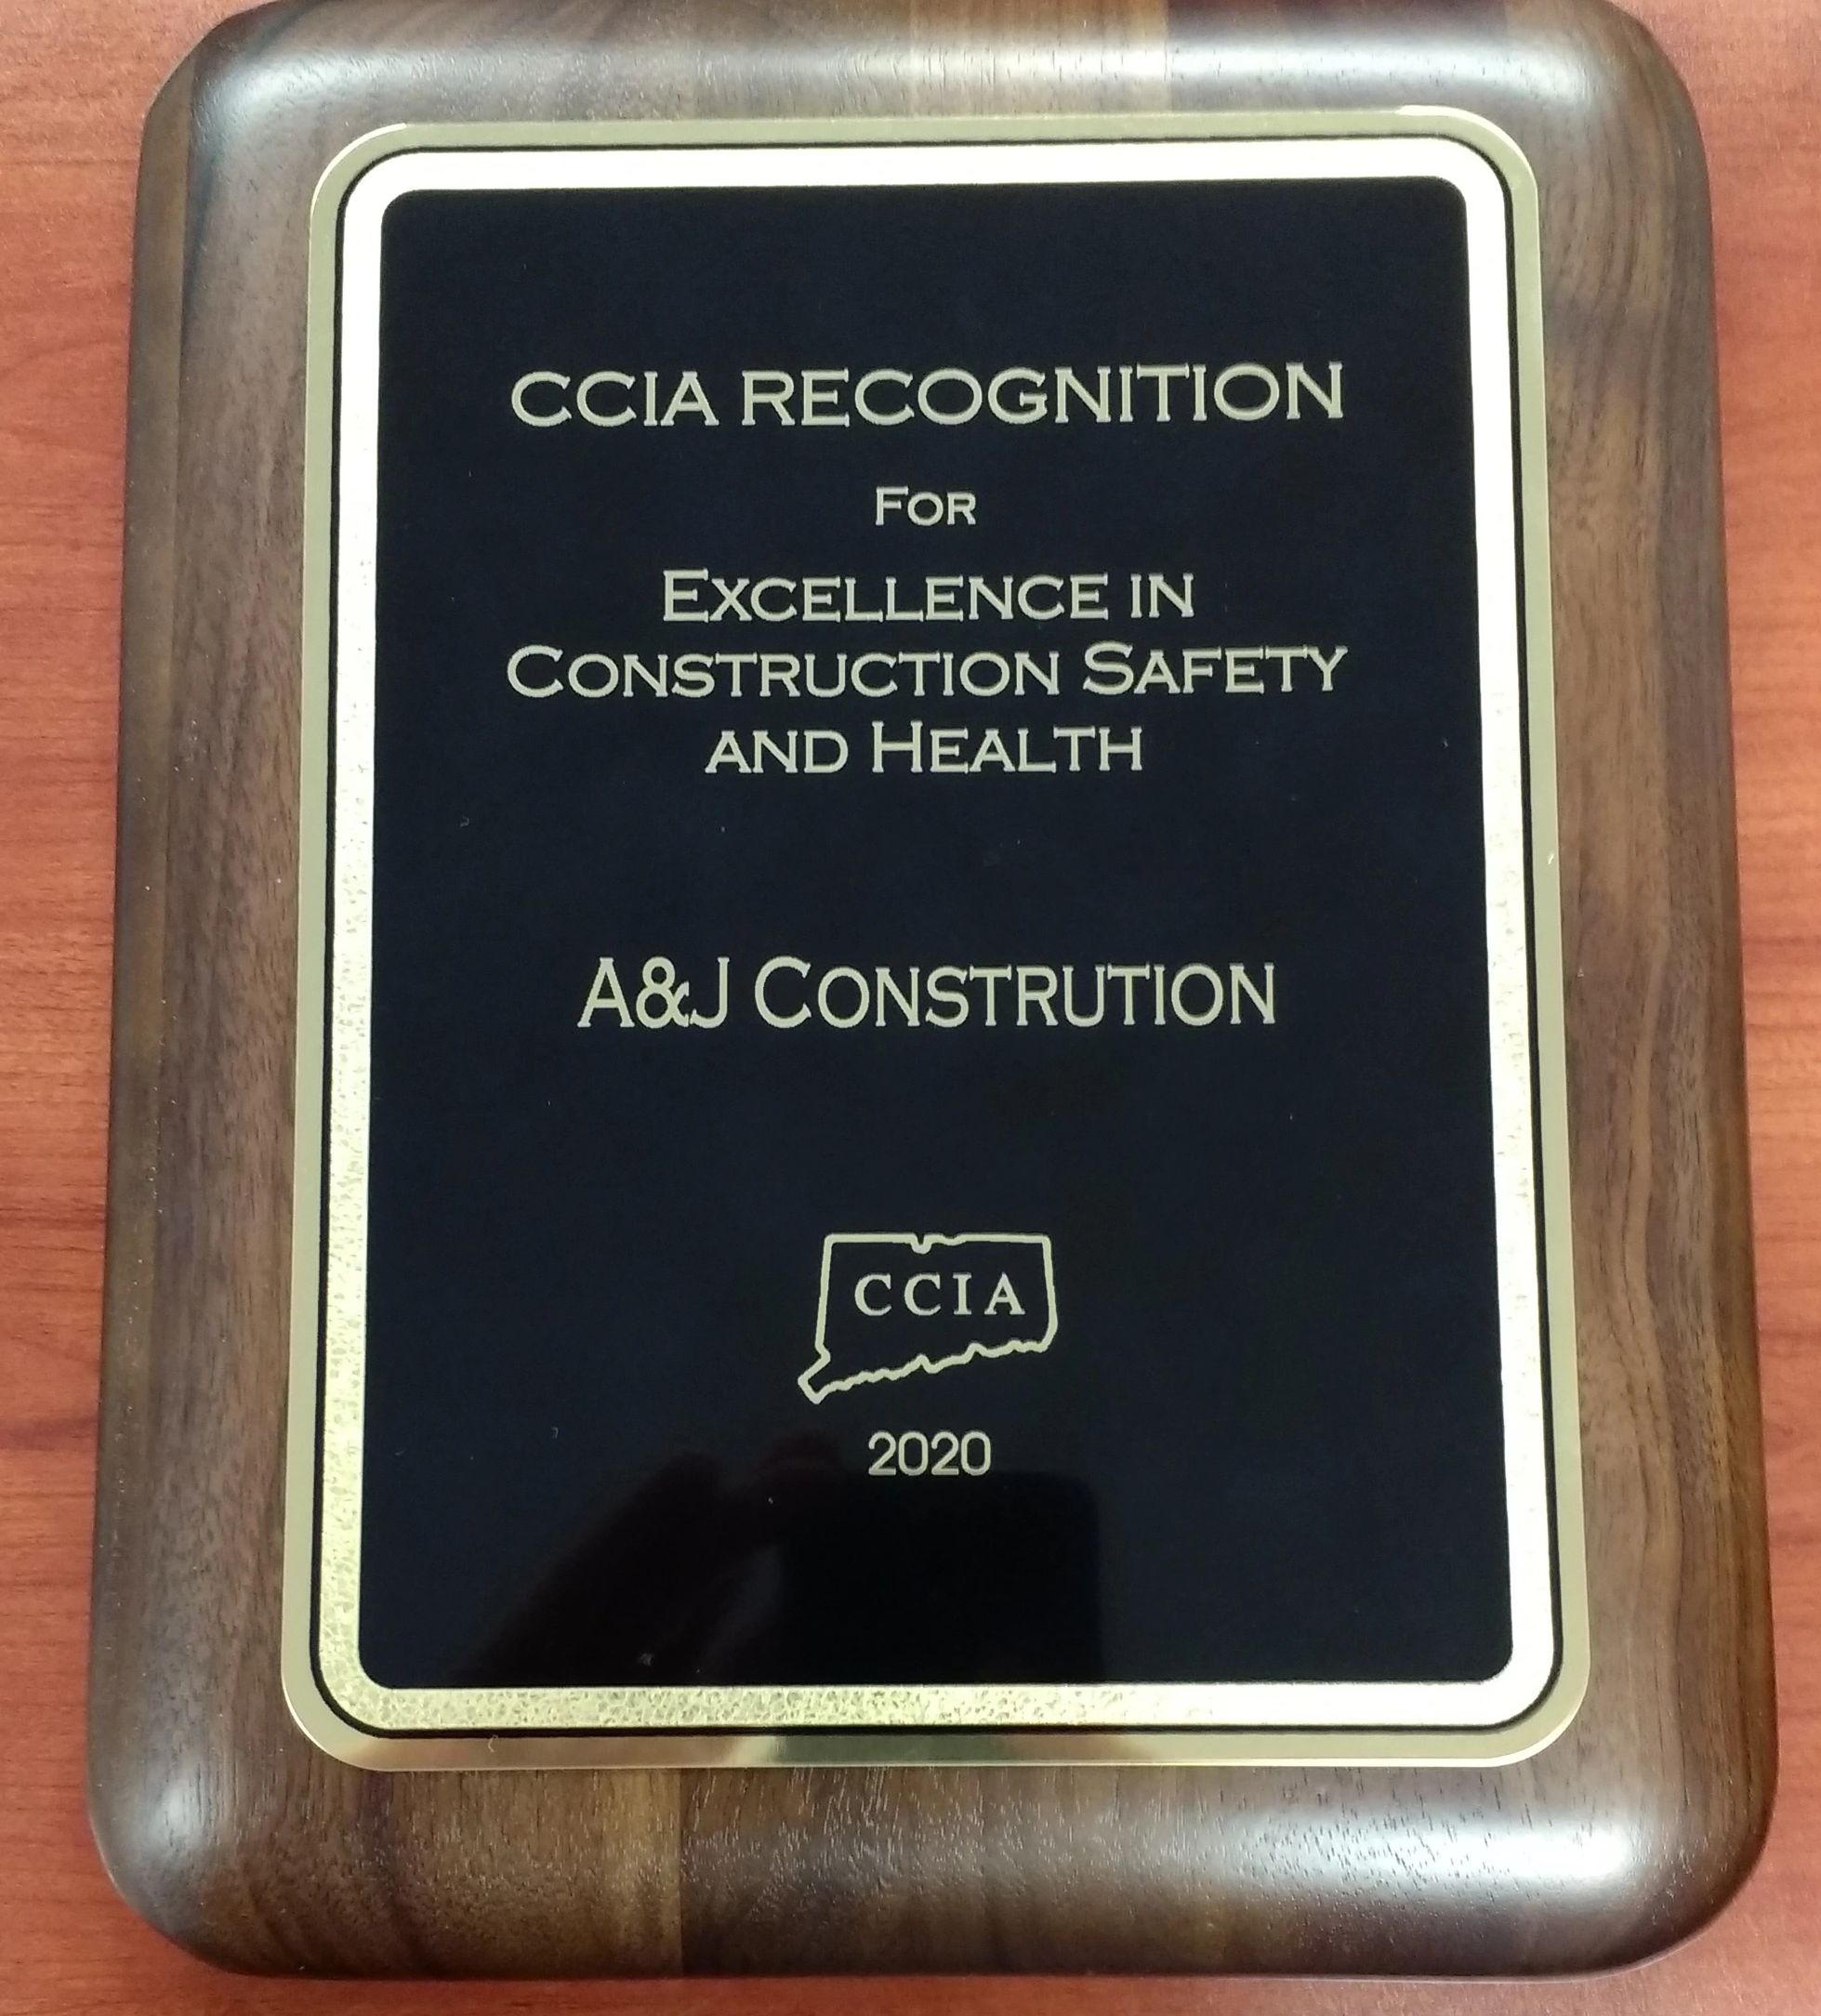 CCIA RECOGNITION
FOR
EXCELLENCE IN
CONSTRUCTION SAFETY
AND HEALTH
A&J CONSTRUTION
CCIA
2020